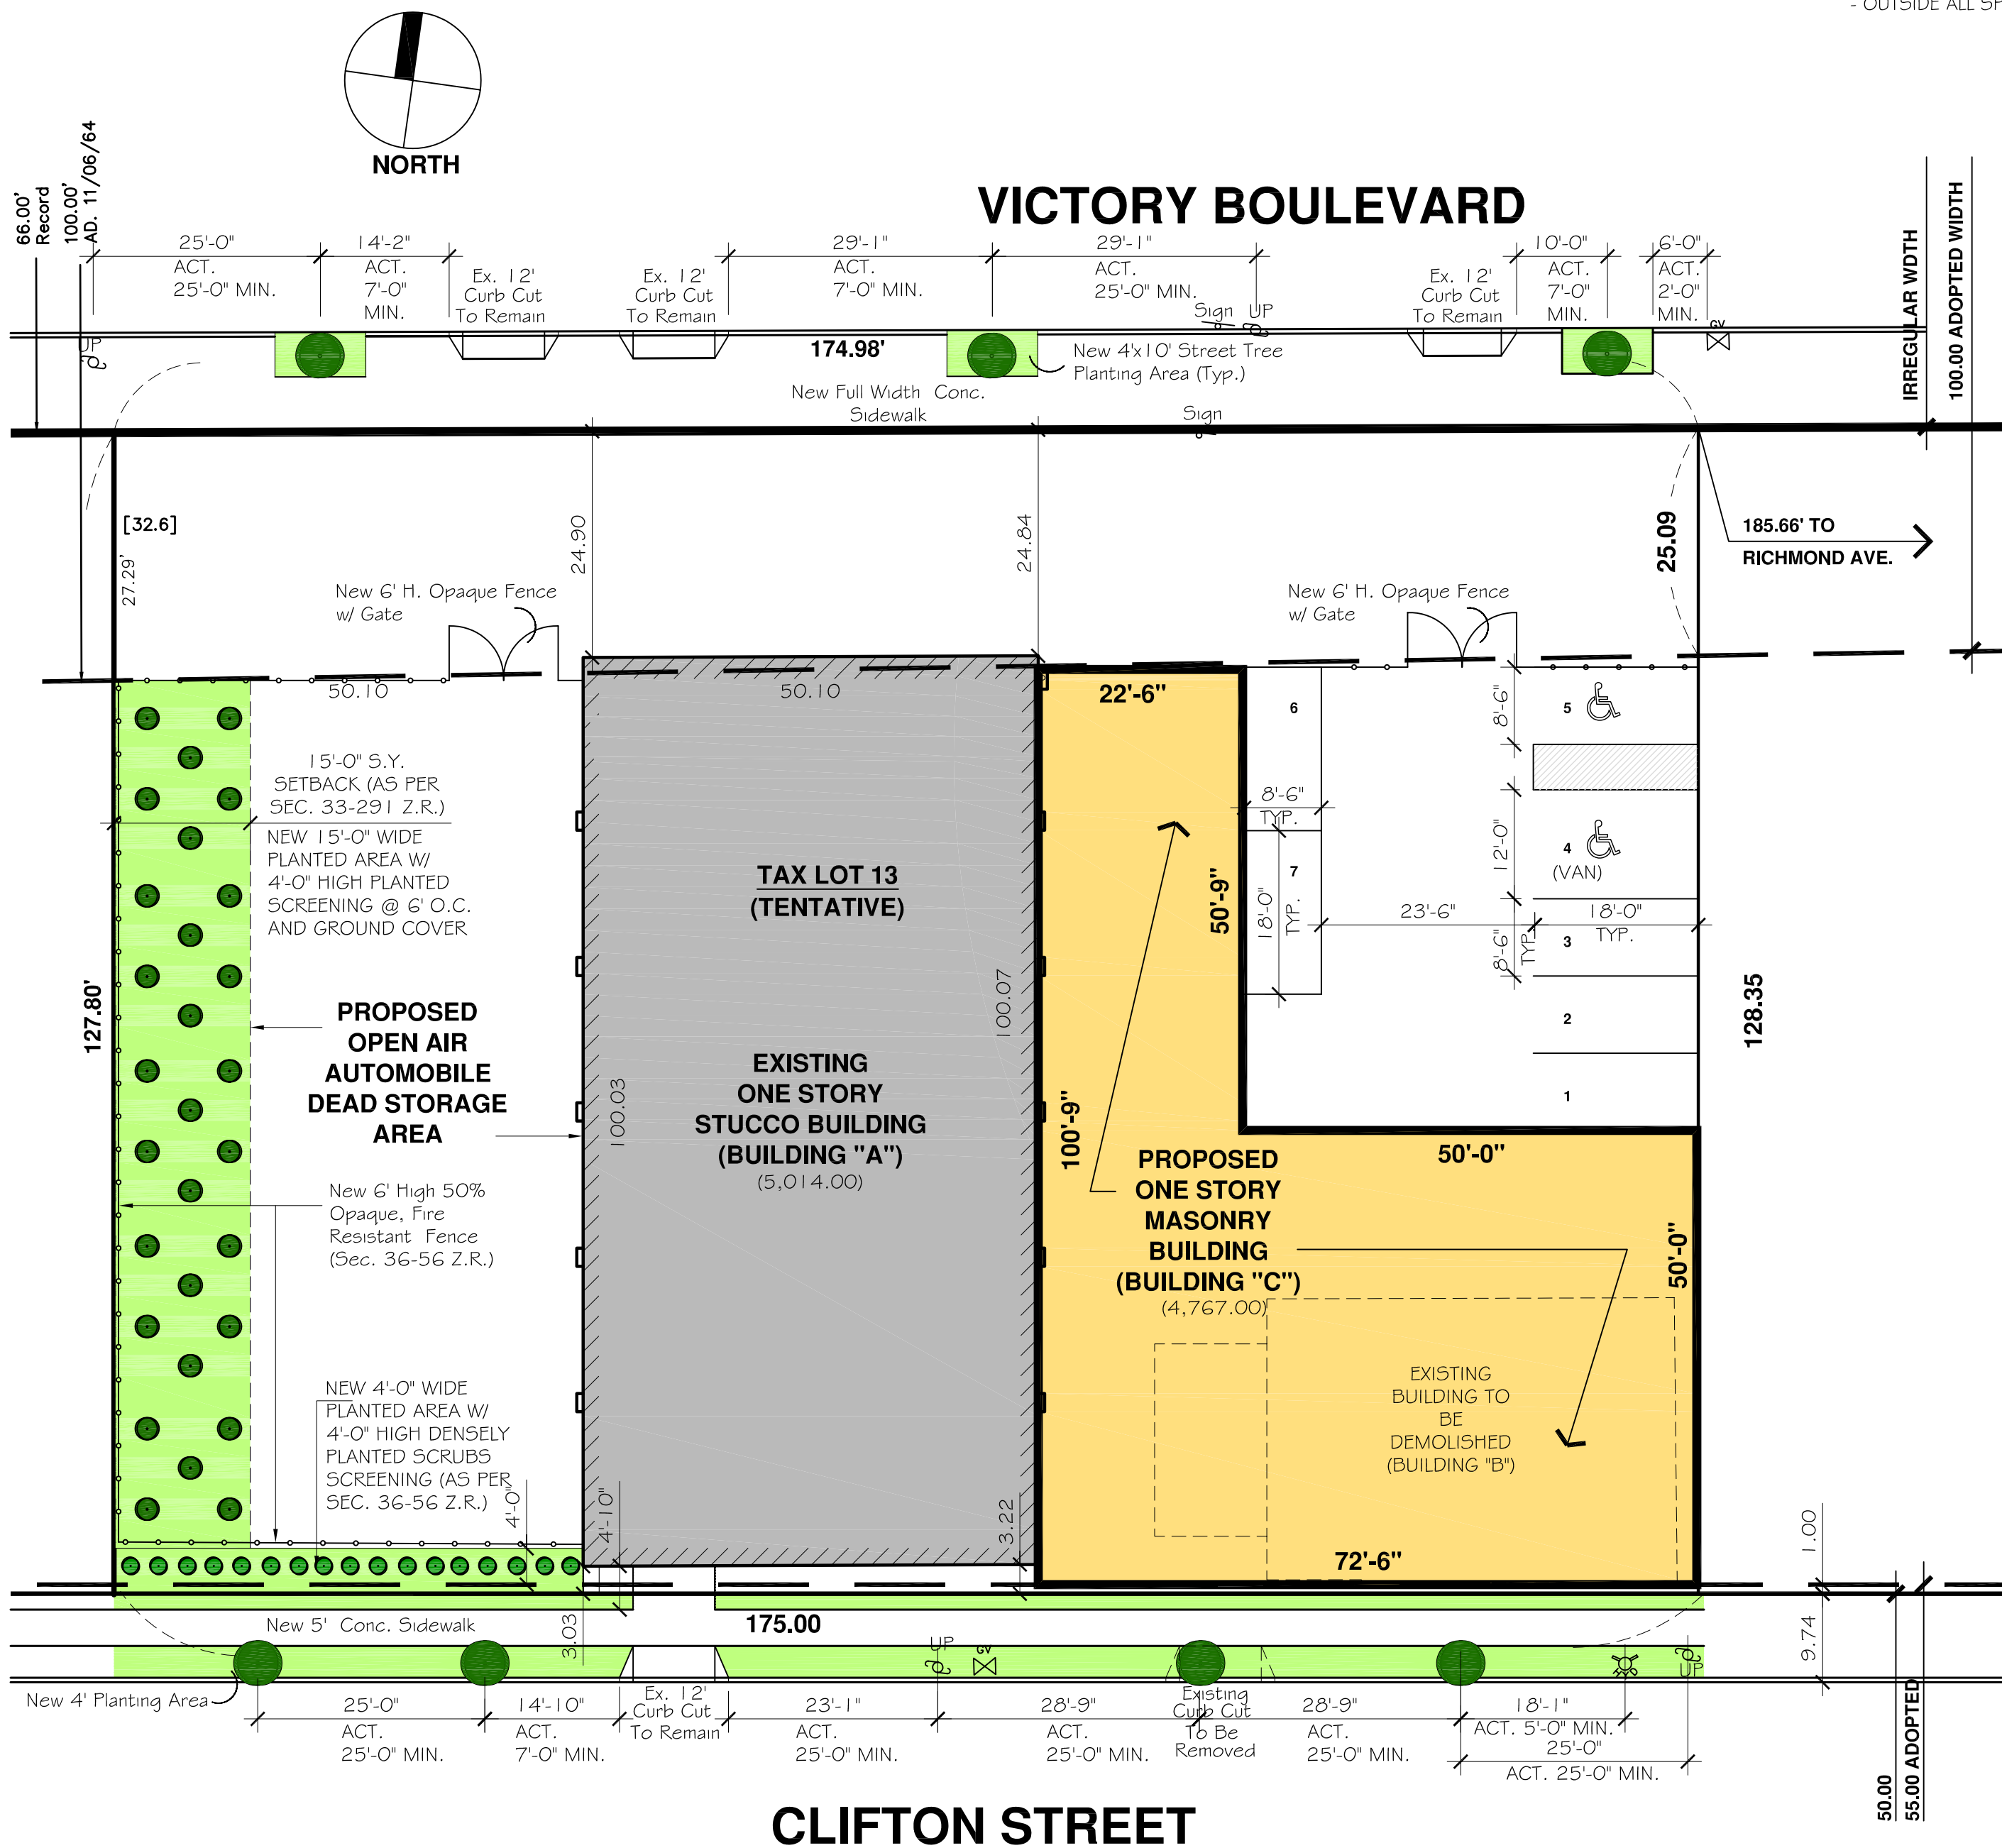 - OUTSIDE ALL SP
NORTH
66.00'
Record
100.00'
AD. 11/06/64
VICTORY BOULEVARD
IRREGULAR WDTH
100.00 ADOPTED WIDTH
25'-0"
ACT.
25'-0" MIN.
14'-2"
ACT.
7'-0"
MIN.
Ex. 12'
Curb Cut
To Remain
Ex. 12'
Curb Cut
To Remain
29'-1"
ACT.
7'-0" MIN.
29'-1"
ACT.
25'-0" MIN.
Ex. 12'
Curb Cut
To Remain
10'-0"
ACT.
7'-0"
MIN.
6'-0"
ACT.
2'-0"
MIN.
Sign
UP
UP
GV
174.98'
New 4'x10' Street Tree
Planting Area (Typ.)
New Full Width Conc.
Sidewalk
Sign
[32.6]
27.29'
24.90
24.84
25.09
185.66' TO
RICHMOND AVE.
New 6' H. Opaque Fence
w/ Gate
New 6' H. Opaque Fence
w/ Gate
50.10
50.10
22'-6"
6
8'-6"
5
15'-0" S.Y.
SETBACK (AS PER
SEC. 33-291 Z.R.)
8'-6"
TYP.
NEW 15'-0" WIDE
PLANTED AREA W/
4'-0" HIGH PLANTED
SCREENING @ 6' O.C.
AND GROUND COVER
TAX LOT 13
(TENTATIVE)
50'-9"
7
18'-0"
TYP.
12'-0"
4
(VAN)
23'-6"
18'-0"
TYP.
8'-6"
TYP.
3
2
1
127.80'
128.35
100.07
PROPOSED
OPEN AIR
AUTOMOBILE
DEAD STORAGE
AREA
100.03
EXISTING
ONE STORY
STUCCO BUILDING
(BUILDING "A")
(5,014.00)
100'-9"
50'-0"
PROPOSED
ONE STORY
MASONRY
BUILDING
(BUILDING "C")
(4,767.00)
50'-0"
New 6' High 50%
Opaque, Fire
Resistant Fence
(Sec. 36-56 Z.R.)
NEW 4'-0" WIDE
PLANTED AREA W/
4'-0" HIGH DENSELY
PLANTED SCRUBS
SCREENING (AS PER
SEC. 36-56 Z.R.)
EXISTING
BUILDING TO
BE
DEMOLISHED
(BUILDING "B")
4'-0"
4'-10"
3.22
72'-6"
1.00
New 5' Conc. Sidewalk
3.03
175.00
9.74
UP
GV
UP
HYD
New 4' Planting Area
25'-0"
ACT.
25'-0" MIN.
14'-10"
ACT.
7'-0" MIN.
Ex. 12'
Curb Cut
To Remain
23'-1"
ACT.
25'-0" MIN.
28'-9"
ACT.
25'-0" MIN.
Existing
Curb Cut
To Be
Removed
28'-9"
ACT.
25'-0" MIN.
18'-1"
ACT. 5'-0" MIN.
25'-0"
ACT. 25'-0" MIN.
50.00
55.00 ADOPTED
CLIFTON STREET